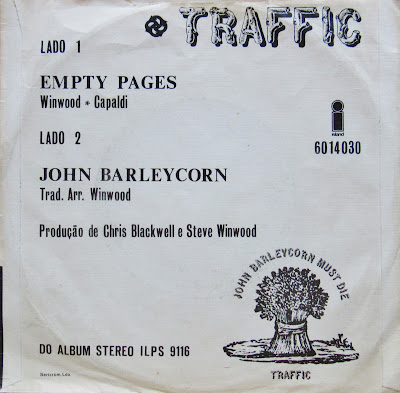 TRAFFIC
LADO 1
EMPTY PAGES
Winwood * Capaldi
LADO 2
island
6014030
JOHN BARLEYCORN
Trad. Arr. Winwood
Produção de Chris Blackwell e Steve Winwood
JOHN BARLEYCORN MUST DIE
TRAFFIC
DO ALBUM STEREO ILPS 9116